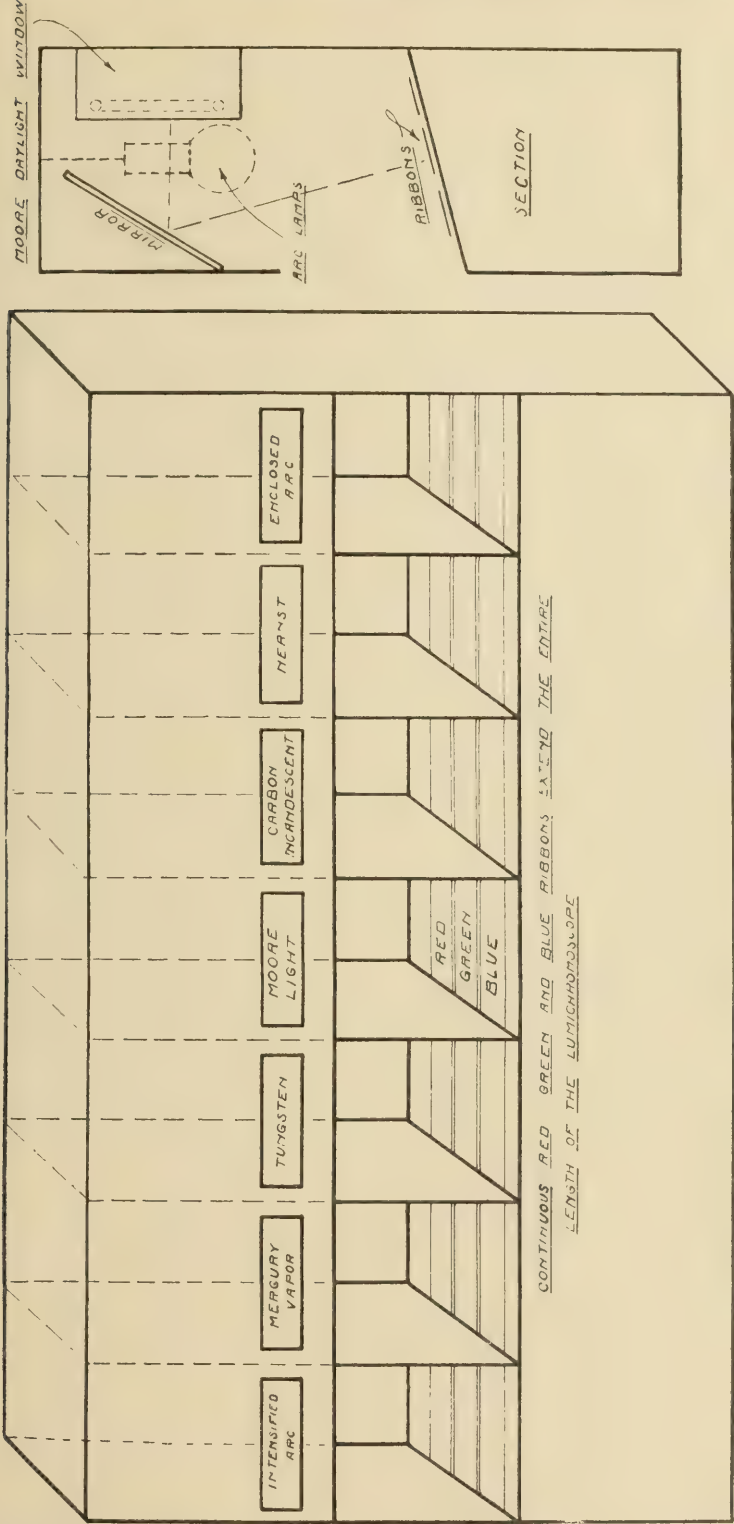 MOORE DAYLIGHT WINDOW
MIRROR
ARC LAMPS
RIBBONS
SECTION
INTENSIFIED
ARC
MERCURY
VAPOR
TUNGSTEN
MOORE
LIGHT
CARBON
INCANDESCENT
NERNST
ENCLOSED
ARC
RED
GREEN
BLUE
CONTINUOUS RED GREEN AND BLUE RIBBONS EXTEND THE ENTIRE
LENGTH OF THE LUMICHROMOSCOPE